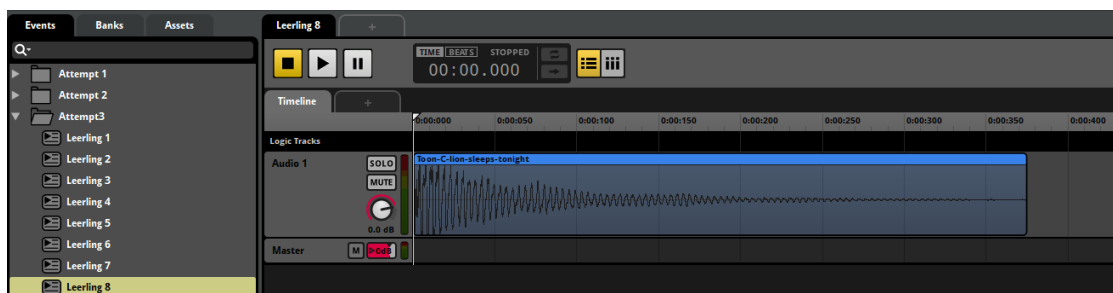 Events Banks Assets
Leerling 8 +
TIME BEATS STOPPED
00:00.000
Attempt 1
Attempt 2
Attempt3
Leerling 1
Leerling 2
Leerling 3
Leerling 4
Leerling 5
Leerling 6
Leerling 7
Leerling 8
Timeline +
0:00:000 0:00:050 0:00:100 0:00:150 0:00:200 0:00:250 0:00:300 0:00:350 0:00:400
Logic Tracks
Audio 1 SOLO
MUTE
0.0 dB
Toon-C-lion-sleeps-tonight
Master M 0dB